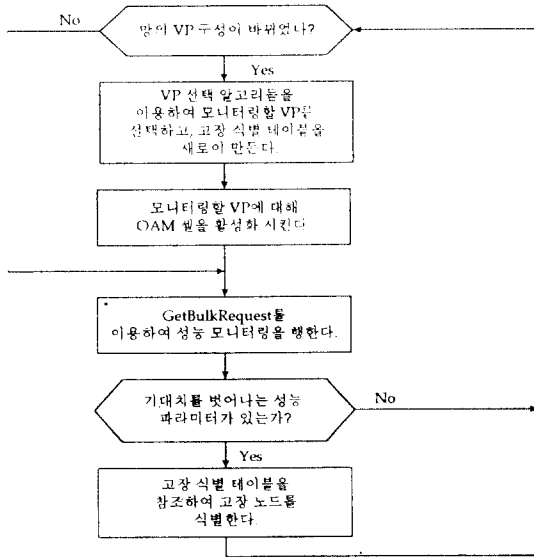 No
망의 VP 구성이 바뀌었나?
Yes
VP 선택 알고리듬을
이용하여 모니터링할 VP를
선택하고, 고장 식별 테이블을
새로이 만든다.
모니터링할 VP에 대해
OAM 셀을 활성화 시킨다
GetBulkRequest를
이용하여 성능 모니터링을 행한다.
기대치를 벗어나는 성능
파라미터가 있는가?
No
Yes
고장 식별 테이블을
참조하여 고장 노드를
식별한다.